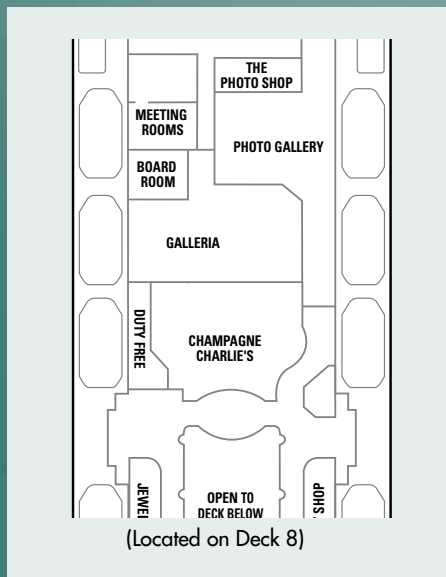 THE
PHOTO SHOP
MEETING
ROOMS
PHOTO GALLERY
BOARD
ROOM
GALLERIA
DUTY FREE
CHAMPAGNE
CHARLIE'S
OPEN TO
DECK BELOW
SHOP
(Located on Deck 8)